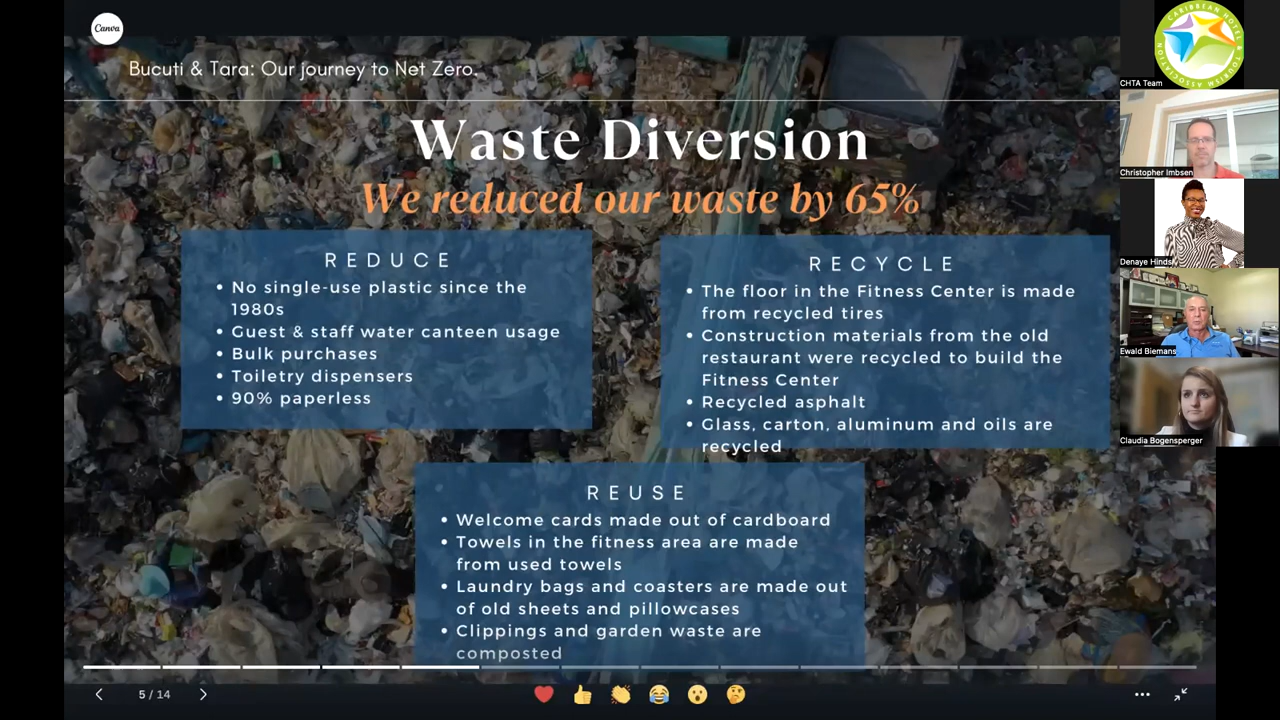 Canva
Bucuti & Tara: Our journey to Net Zero.
Waste Diversion
We reduced our waste by 65%
REDUCE
• No single-use plastic since the
1980s
• Guest & staff water canteen usage
• Bulk purchases
• Toiletry dispensers
• 90% paperless
RECYCLE
• The floor in the Fitness Center is made
from recycled tires
• Construction materials from the old
restaurant were recycled to build the
Fitness Center
• Recycled asphalt
• Glass, carton, aluminum and oils are
recycled
REUSE
• Welcome cards made out of cardboard
• Towels in the fitness area are made
from used towels
• Laundry bags and coasters are made out
of old sheets and pillowcases
• Clippings and garden waste are
composted
5 / 14
CARIBBEAN HOTEL & TOURISM ASSOCIATION
CHTA Team
Christopher Imbsen
Denaye Hinds
Ewald Biemans
Claudia Bogensperger